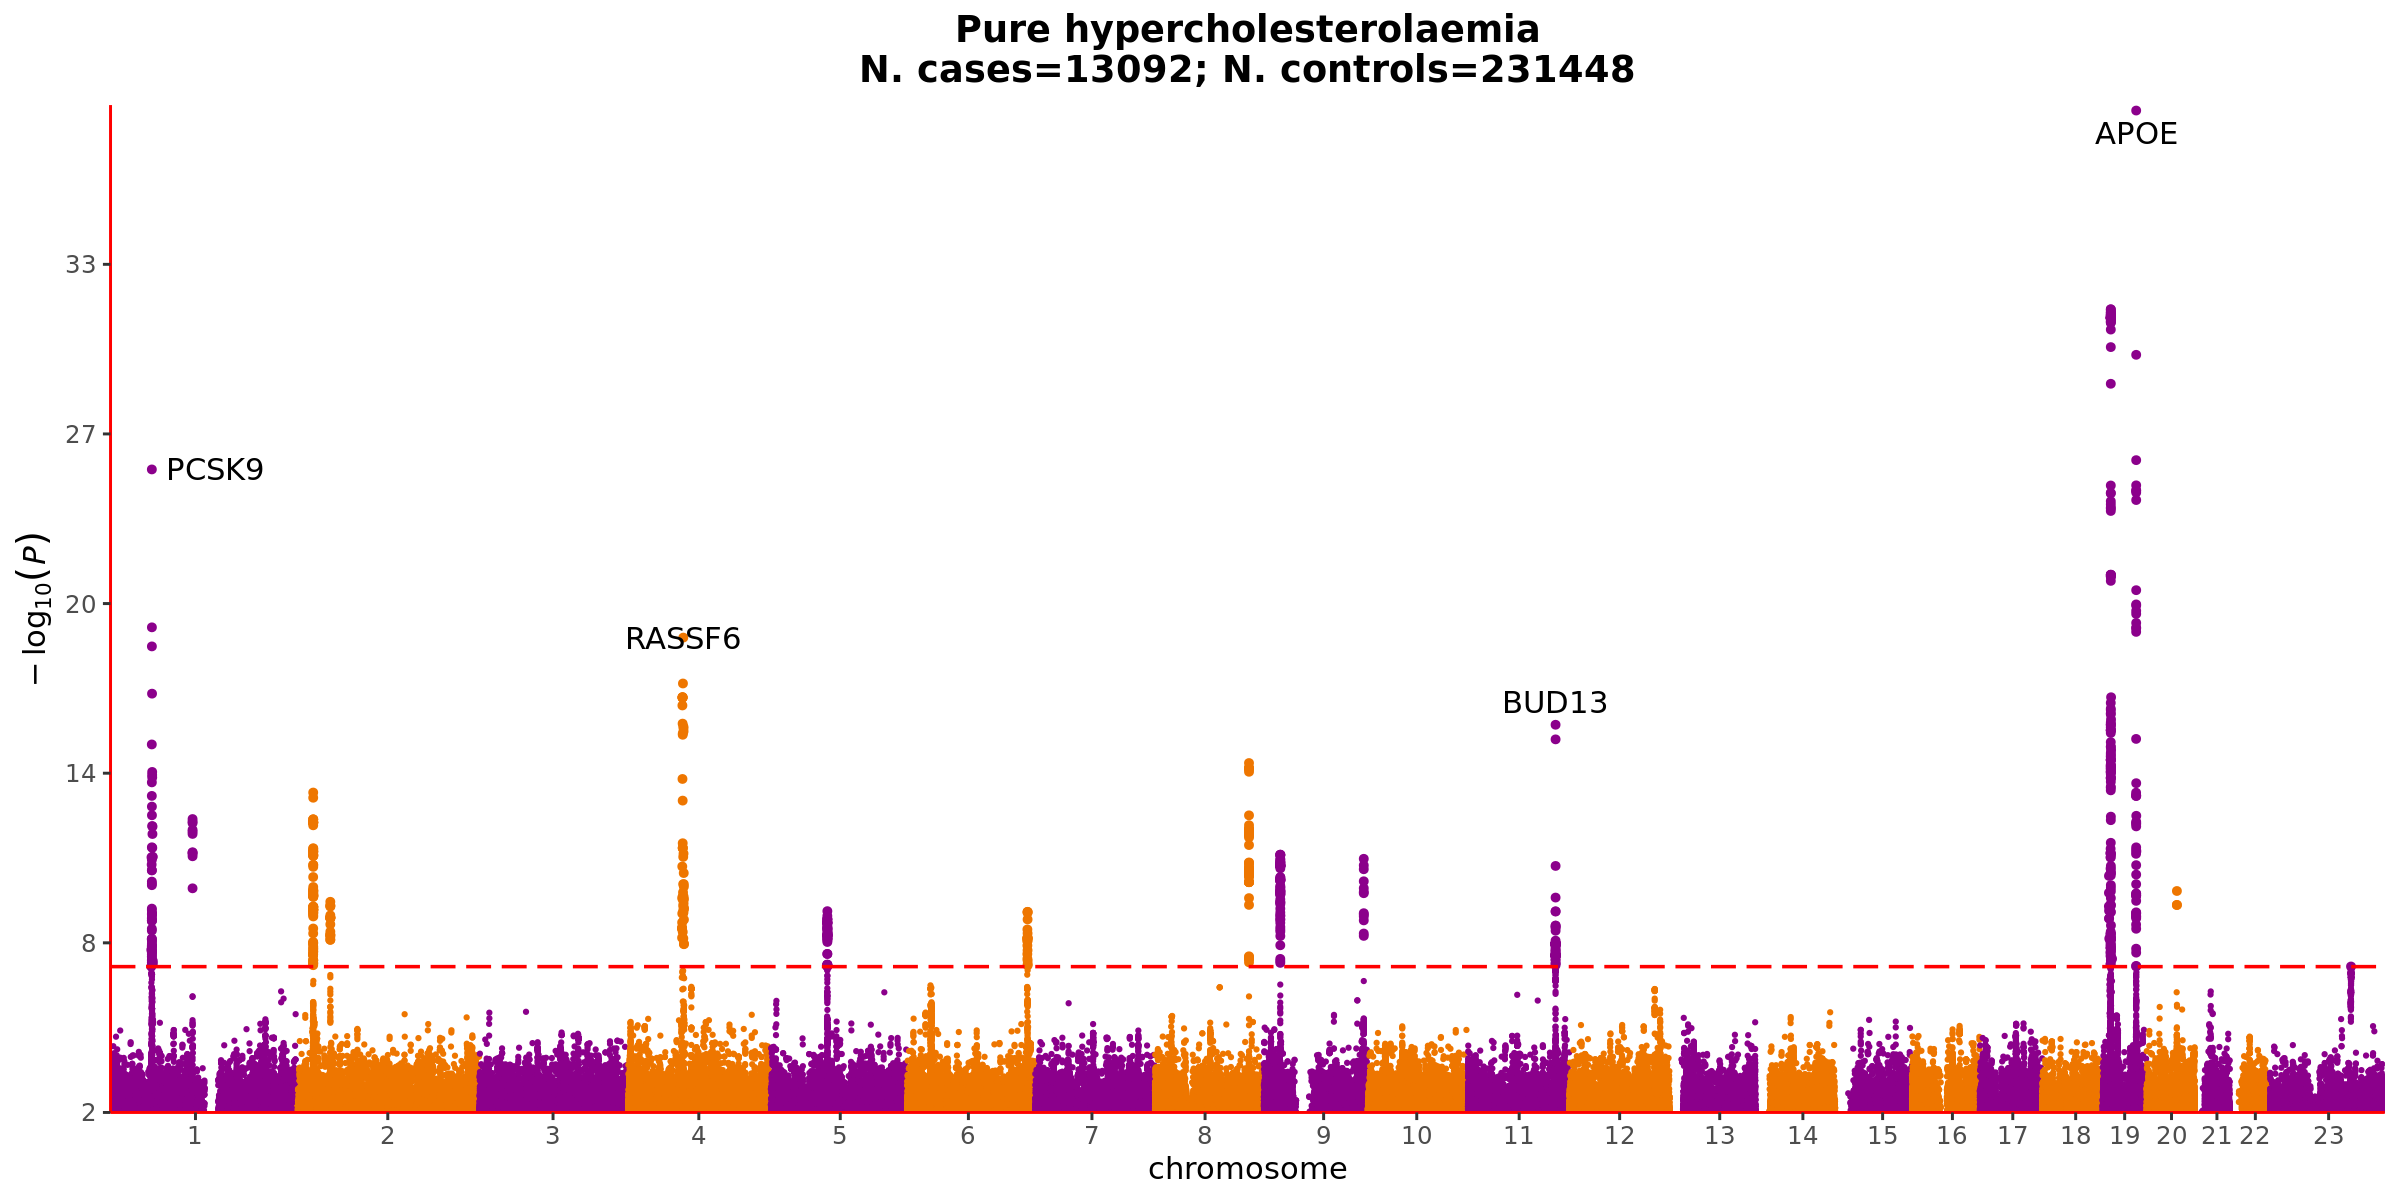 Pure hypercholesterolaemia
N. cases=13092; N. controls=231448
APOE
33
27
PCSK9
−log10(P)
20
RASSF6
BUD13
14
8
2
1 2 3 4 5 6 7 8 9 10 11 12 13 14 15 16 17 18 19 20 21 22 23
chromosome